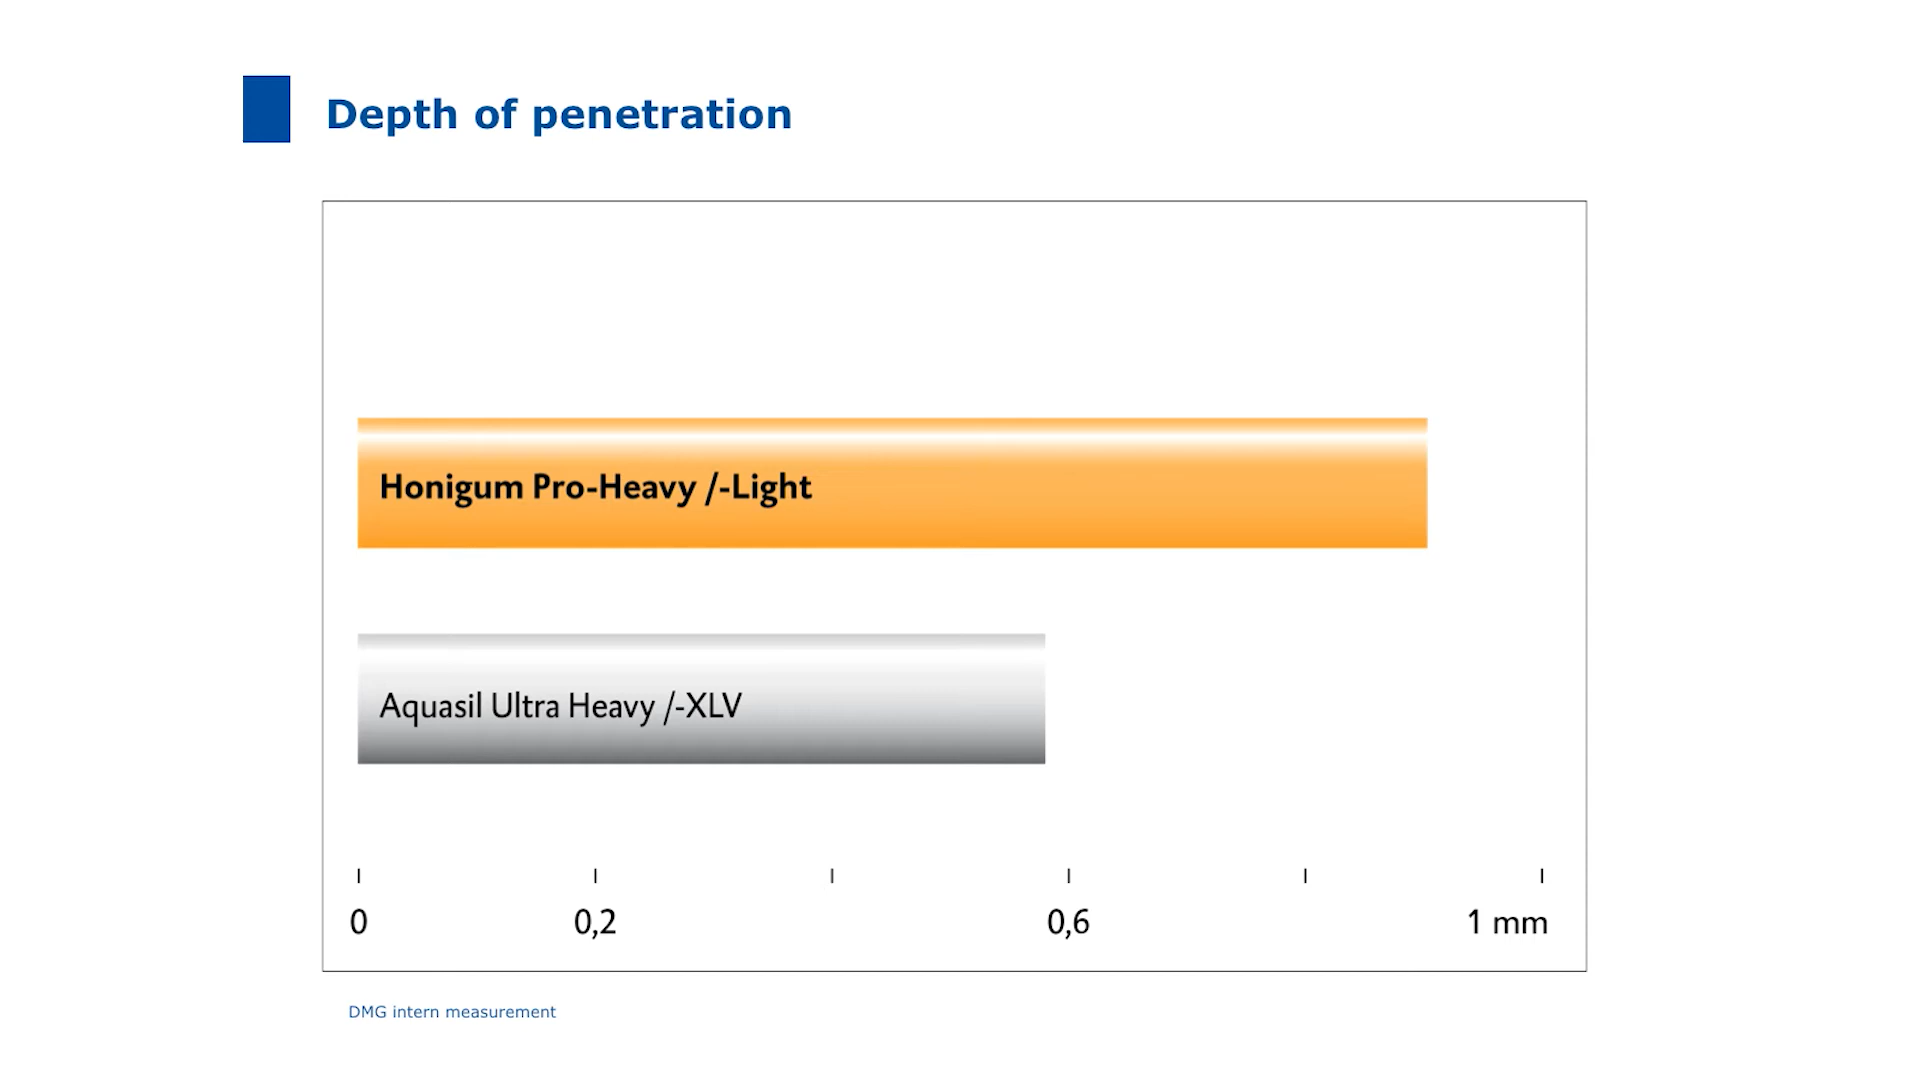 Depth of penetration
Honigum Pro-Heavy /-Light
Aquasil Ultra Heavy /-XLV
0 0,2 0,6 1 mm
DMG intern measurement